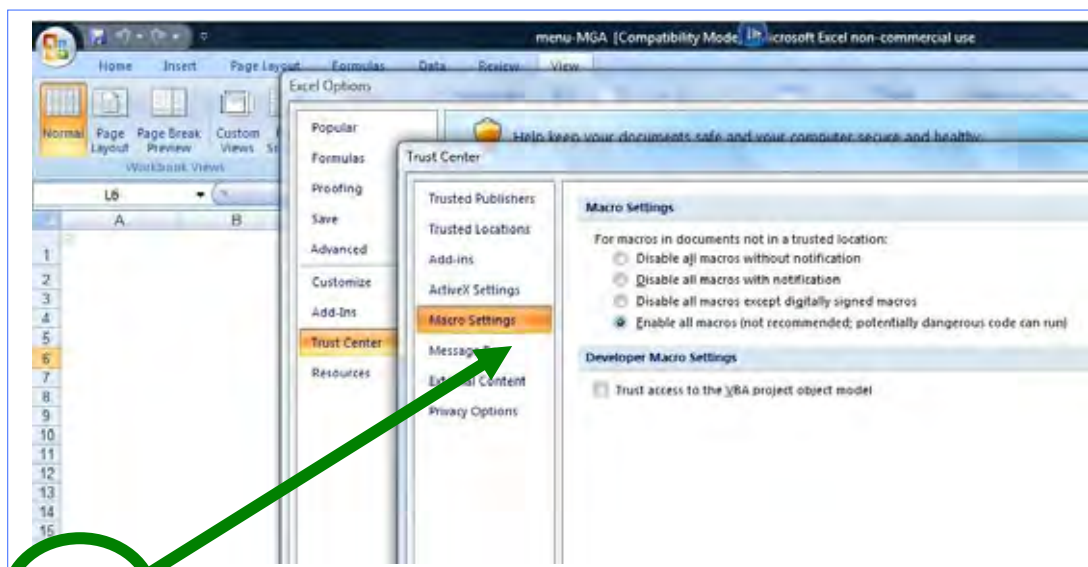 menu-MGA [Compatibility Mode] crosoft Excel non-commercial use
Home Insert Page Layout Formulas Data Review View
Excel Options
Normal Page Layout Page Break Preview Custom Views
Workbook Views
L6
A B
1
2
3
4
5
6
7
8
9
10
11
12
13
14
15
Popular
Formulas
Proofing
Save
Advanced
Customize
Add-Ins
Trust Center
Resources
Help keep your documents safe and your computer secure and healthy.
Trust Center
Trusted Publishers
Trusted Locations
Add-ins
ActiveX Settings
Macro Settings
Message
External Content
Privacy Options
Macro Settings
For macros in documents not in a trusted location:
Disable all macros without notification
Disable all macros with notification
Disable all macros except digitally signed macros
Enable all macros (not recommended; potentially dangerous code can run)
Developer Macro Settings
Trust access to the VBA project object model